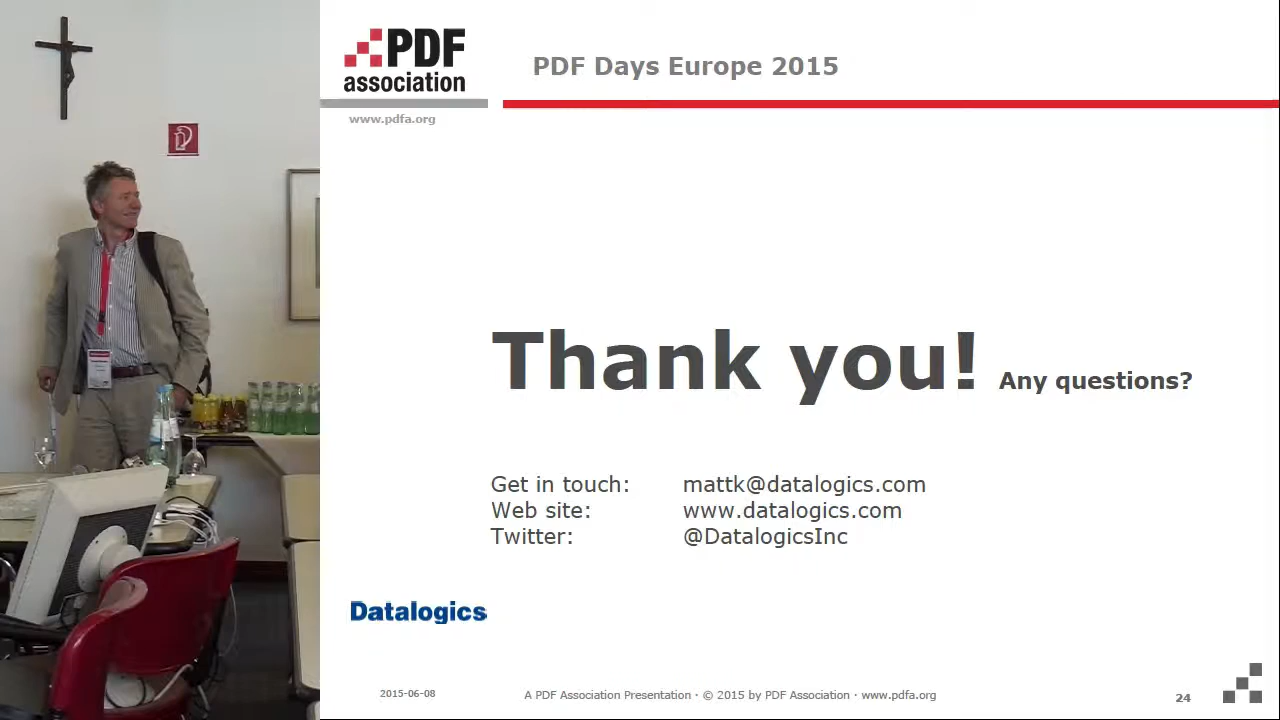 PDF
association
PDF Days Europe 2015
www.pdfa.org
Thank you! Any questions?
Get in touch: mattk@datalogics.com
Web site: www.datalogics.com
Twitter: @DatalogicsInc
Datalogics
2015-06-08
A PDF Association Presentation · © 2015 by PDF Association · www.pdfa.org
24